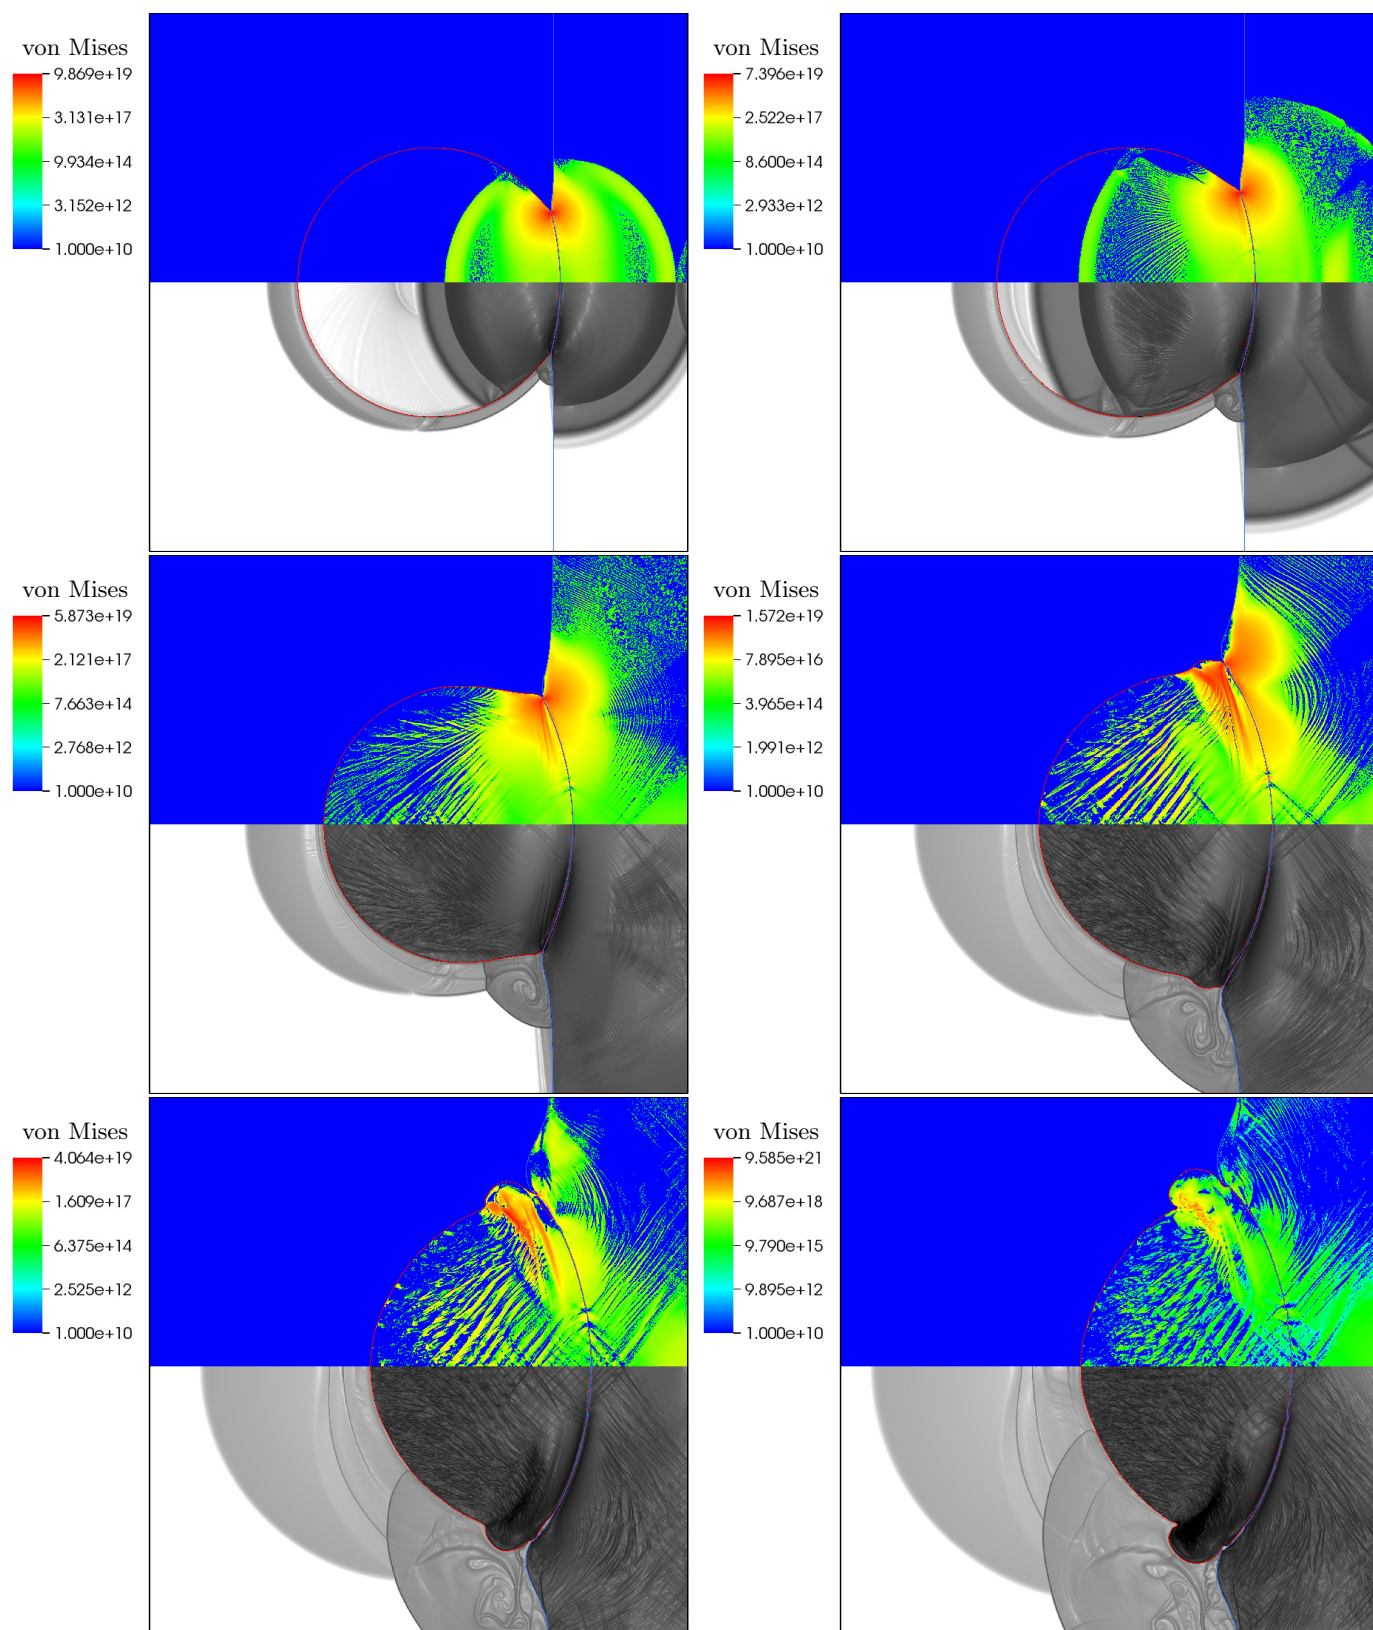 von Mises
9.869e+19
3.131e+17
9.934e+14
3.152e+12
1.000e+10
von Mises
7.396e+19
2.522e+17
8.600e+14
2.933e+12
1.000e+10
von Mises
5.873e+19
2.121e+17
7.663e+14
2.768e+12
1.000e+10
von Mises
1.572e+19
7.895e+16
3.965e+14
1.991e+12
1.000e+10
von Mises
4.064e+19
1.609e+17
6.375e+14
2.525e+12
1.000e+10
von Mises
9.585e+21
9.687e+18
9.790e+15
9.895e+12
1.000e+10